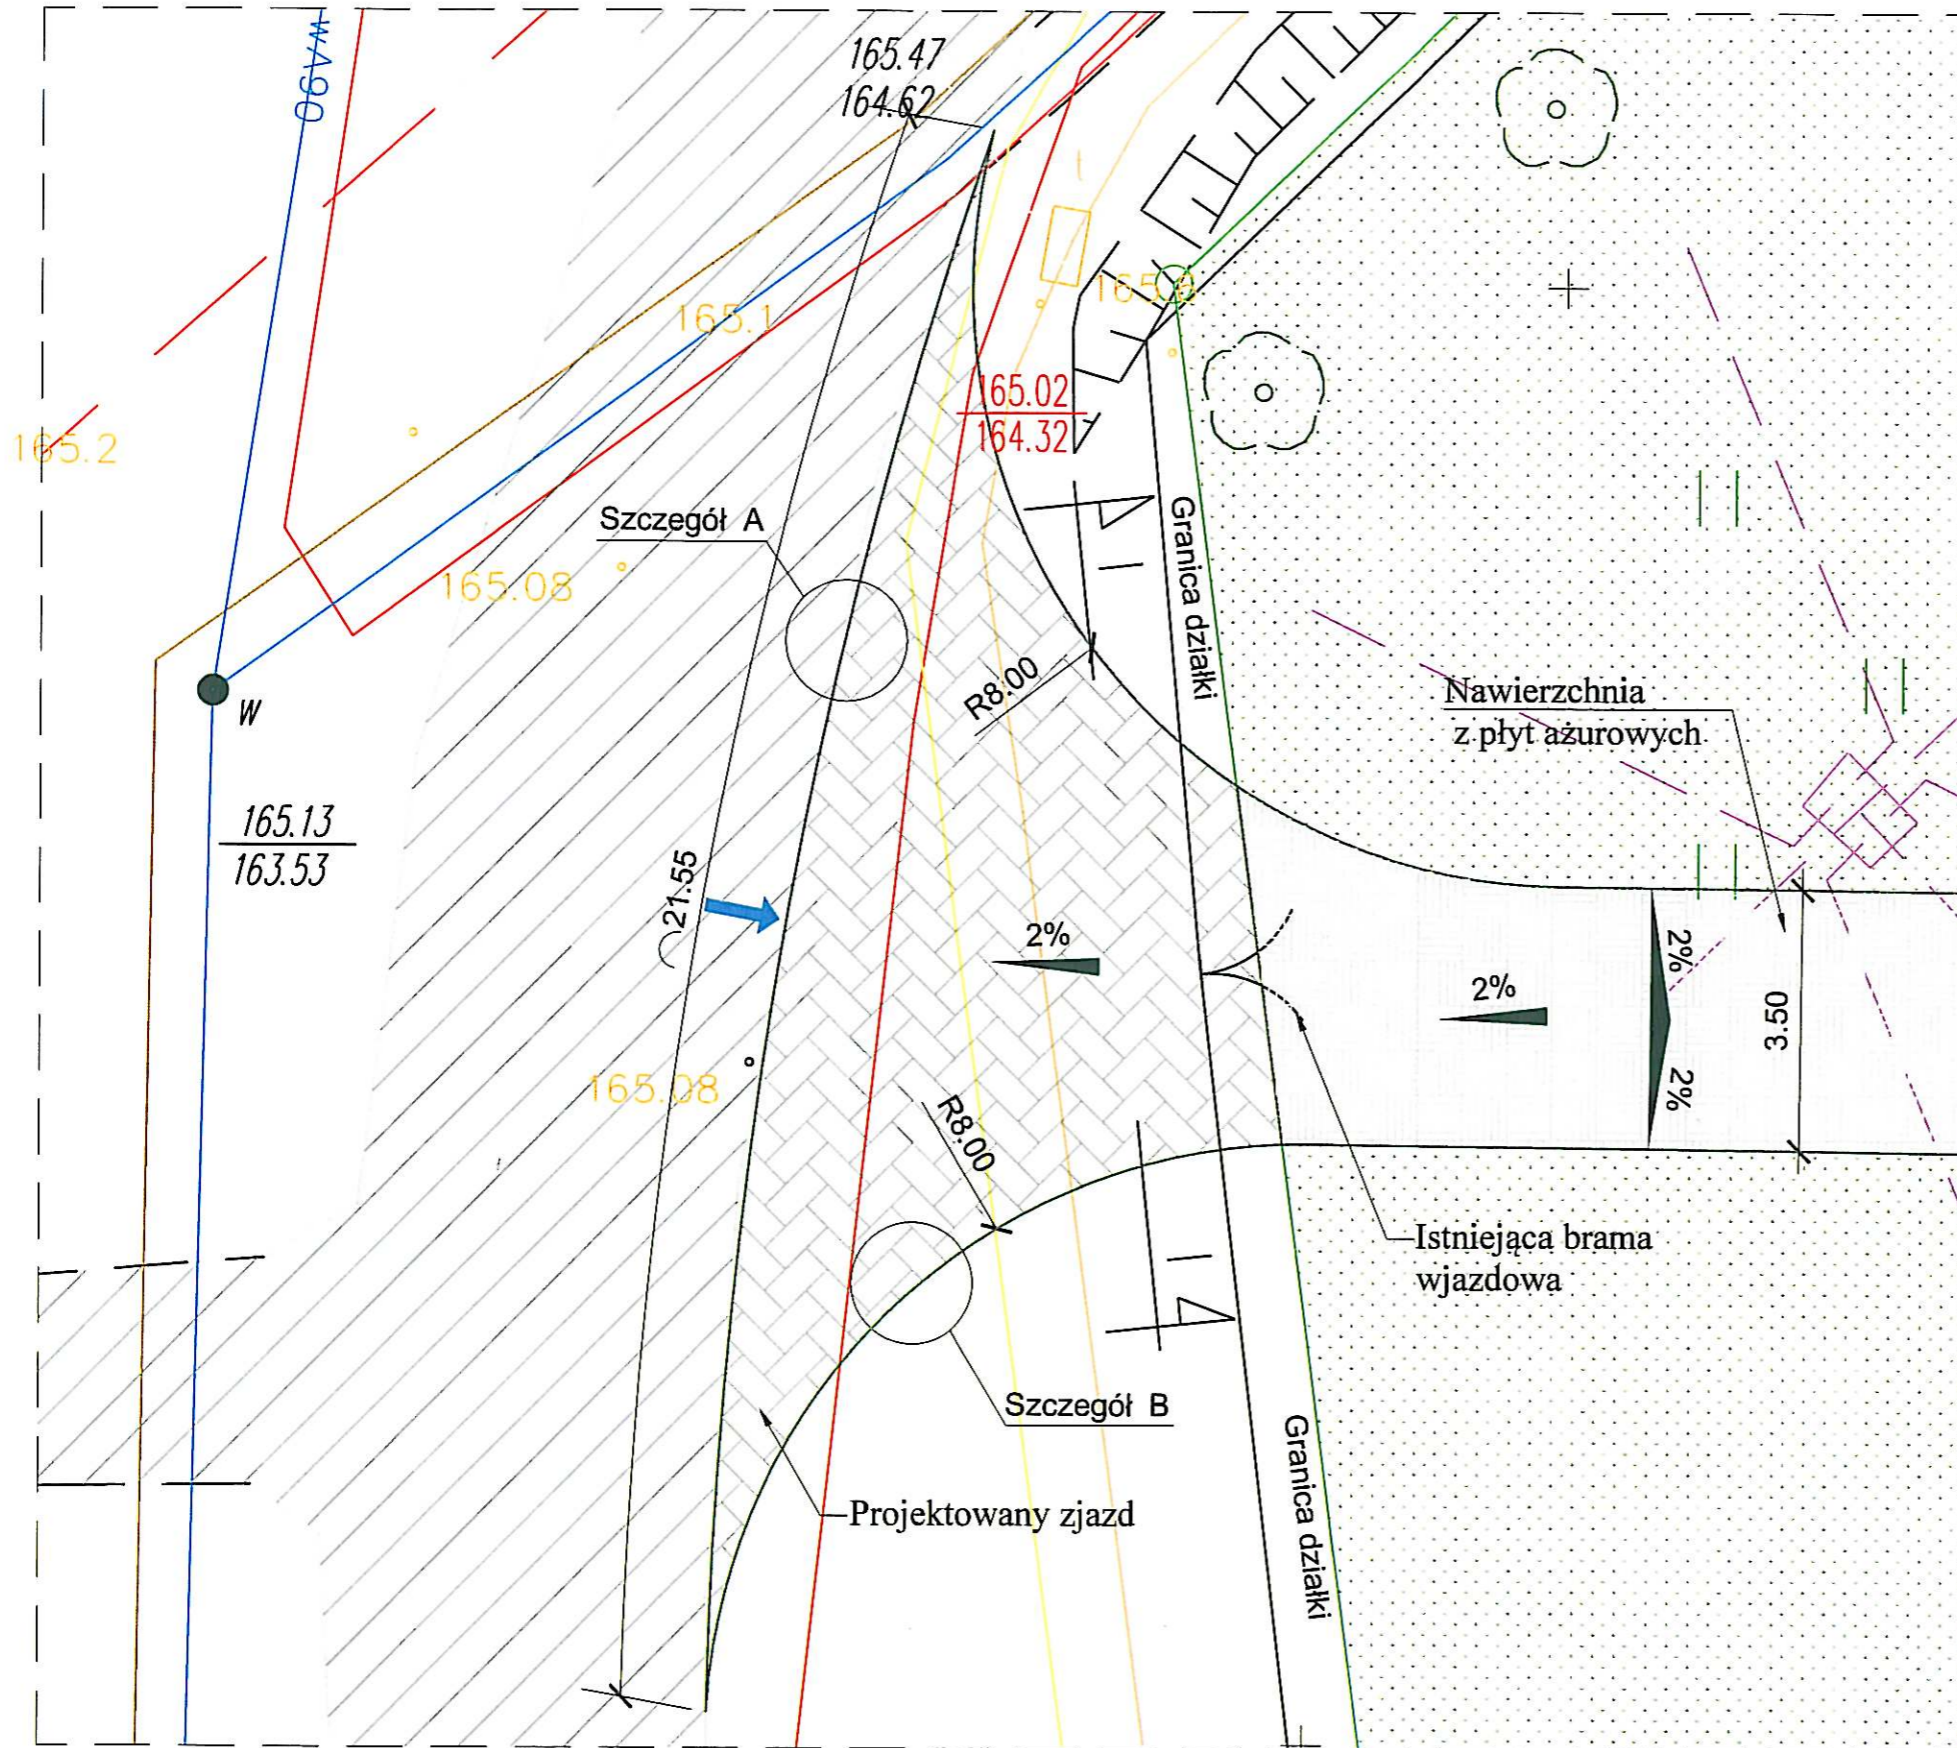 wA90
165.47
164.62
165.1
165.8
165.02
164.32
165.2
Szczegół A
165.08
Granica działki
R8.00
W
Nawierzchnia
z płyt ażurowych
165.13
163.53
21.55
2%
2%
2%
2%
3.50
165.08
R8.00
Istniejąca brama
wjazdowa
Szczegół B
Projektowany zjazd
Granica działki